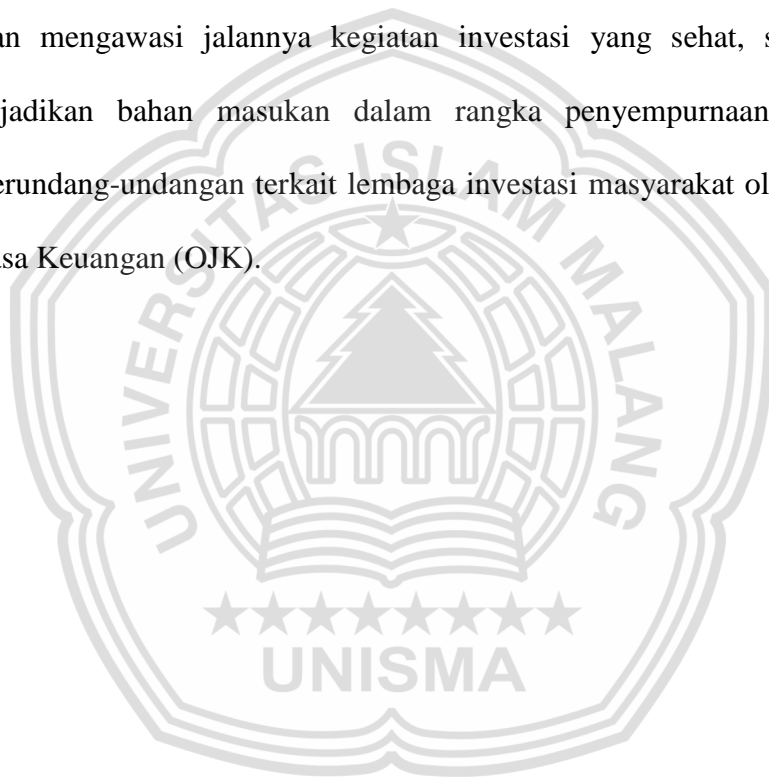 an mengawasi jalannya kegiatan investasi yang sehat, s
jadikan bahan masukan dalam rangka penyempurnaan
erundang-undangan terkait lembaga investasi masyarakat ol
asa Keuangan (OJK).
UNIVERSITAS ISLAM MALANG
UNISMA